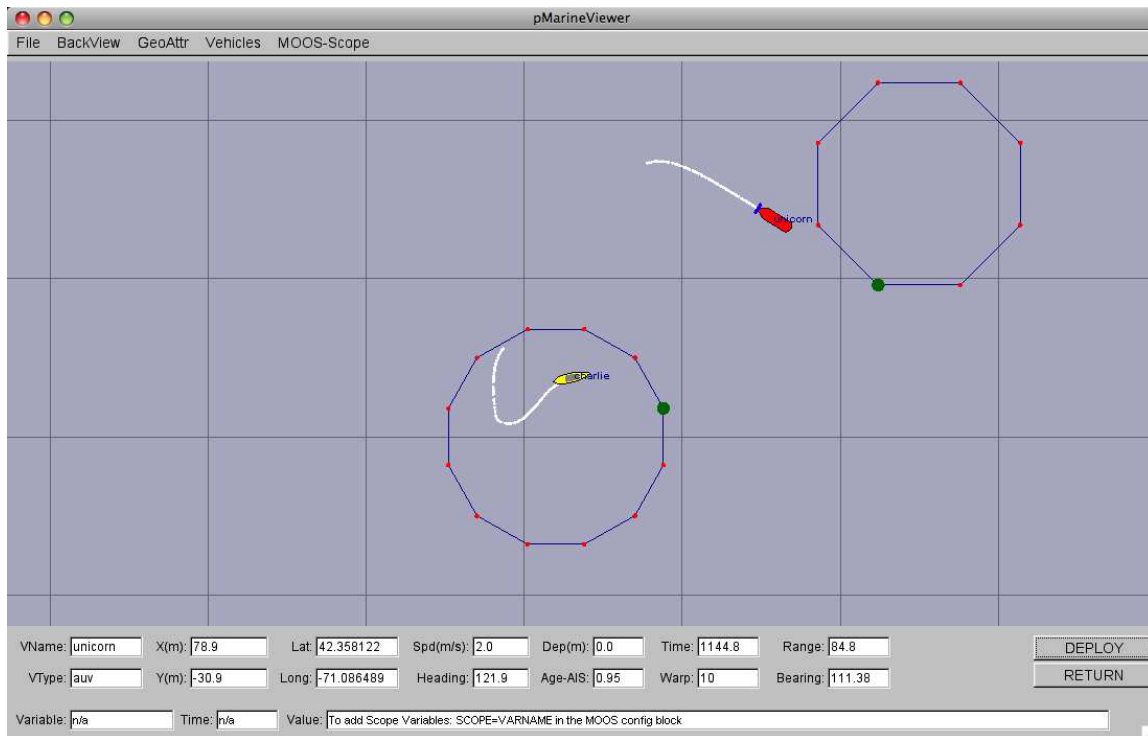 pMarineViewer
File BackView GeoAttr Vehicles MOOS-Scope
unicorn
charlie
VName: unicorn X(m): 78.9 Lat: 42.358122 Spd(m/s): 2.0 Dep(m): 0.0 Time: 1144.8 Range: 84.8 DEPLOY
VType: auv Y(m): -30.9 Long: -71.086489 Heading: 121.9 Age-AIS: 0.95 Warp: 10 Bearing: 111.38 RETURN
Variable: n/a Time: n/a Value: To add Scope Variables: SCOPE=VARNAME in the MOOS config block